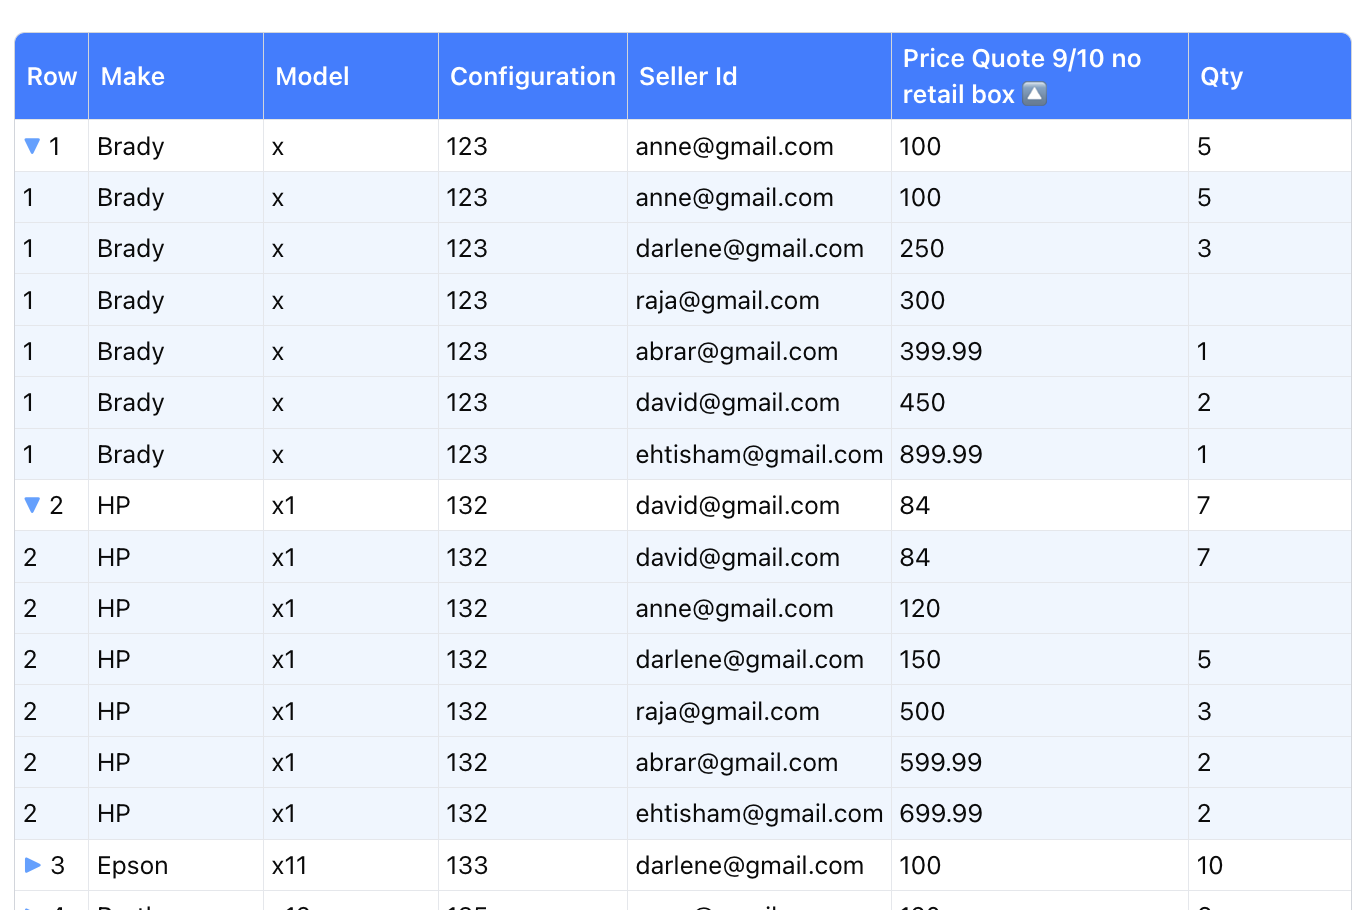 Row Make Model Configuration Seller Id Price Quote 9/10 no retail box 🔼 Qty
▼ 1 Brady x 123 anne@gmail.com 100 5
1 Brady x 123 anne@gmail.com 100 5
1 Brady x 123 darlene@gmail.com 250 3
1 Brady x 123 raja@gmail.com 300
1 Brady x 123 abrar@gmail.com 399.99 1
1 Brady x 123 david@gmail.com 450 2
1 Brady x 123 ehtisham@gmail.com 899.99 1
▼ 2 HP x1 132 david@gmail.com 84 7
2 HP x1 132 david@gmail.com 84 7
2 HP x1 132 anne@gmail.com 120
2 HP x1 132 darlene@gmail.com 150 5
2 HP x1 132 raja@gmail.com 500 3
2 HP x1 132 abrar@gmail.com 599.99 2
2 HP x1 132 ehtisham@gmail.com 699.99 2
▶ 3 Epson x11 133 darlene@gmail.com 100 10